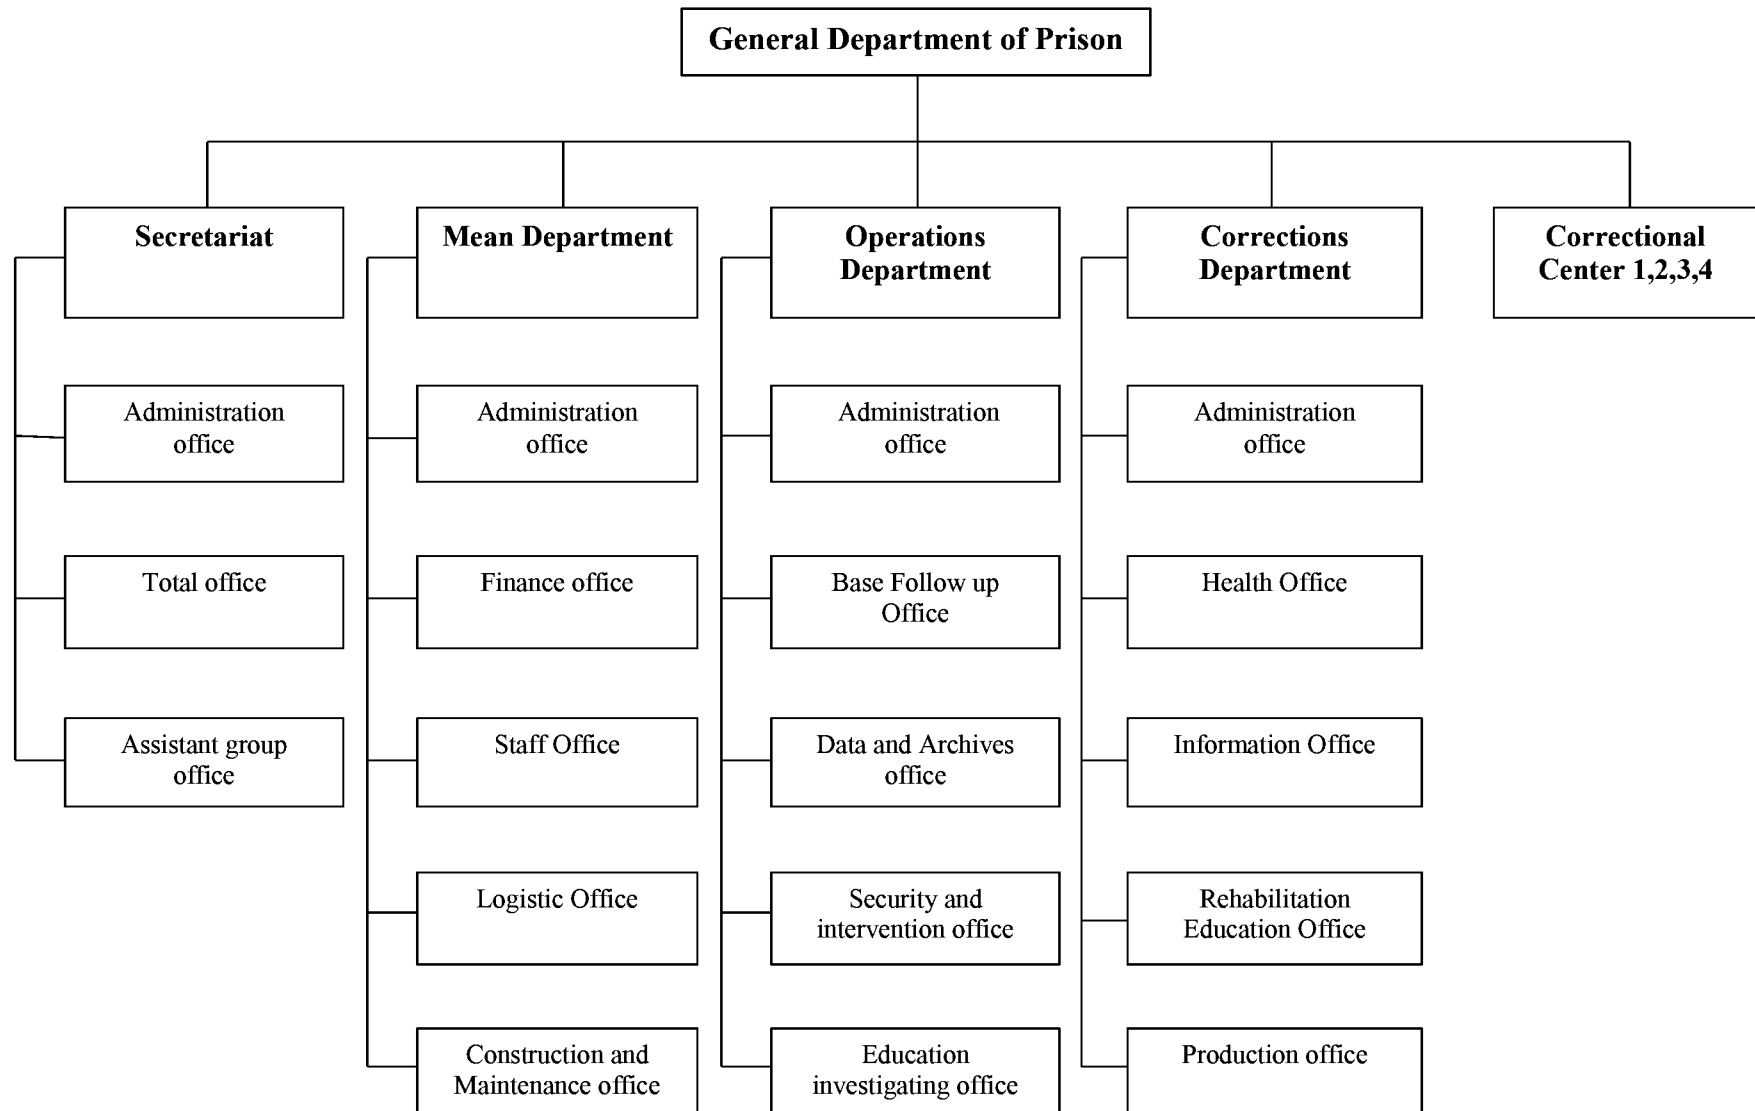 General Department of Prison
Secretariat
Mean Department
Operations
Department
Corrections
Department
Correctional
Center 1,2,3,4
Administration
office
Administration
office
Administration
office
Administration
office
Total office
Finance office
Base Follow up
Office
Health Office
Assistant group
office
Staff Office
Data and Archives
office
Information Office
Logistic Office
Security and
intervention office
Rehabilitation
Education Office
Construction and
Maintenance office
Education
investigating office
Production office